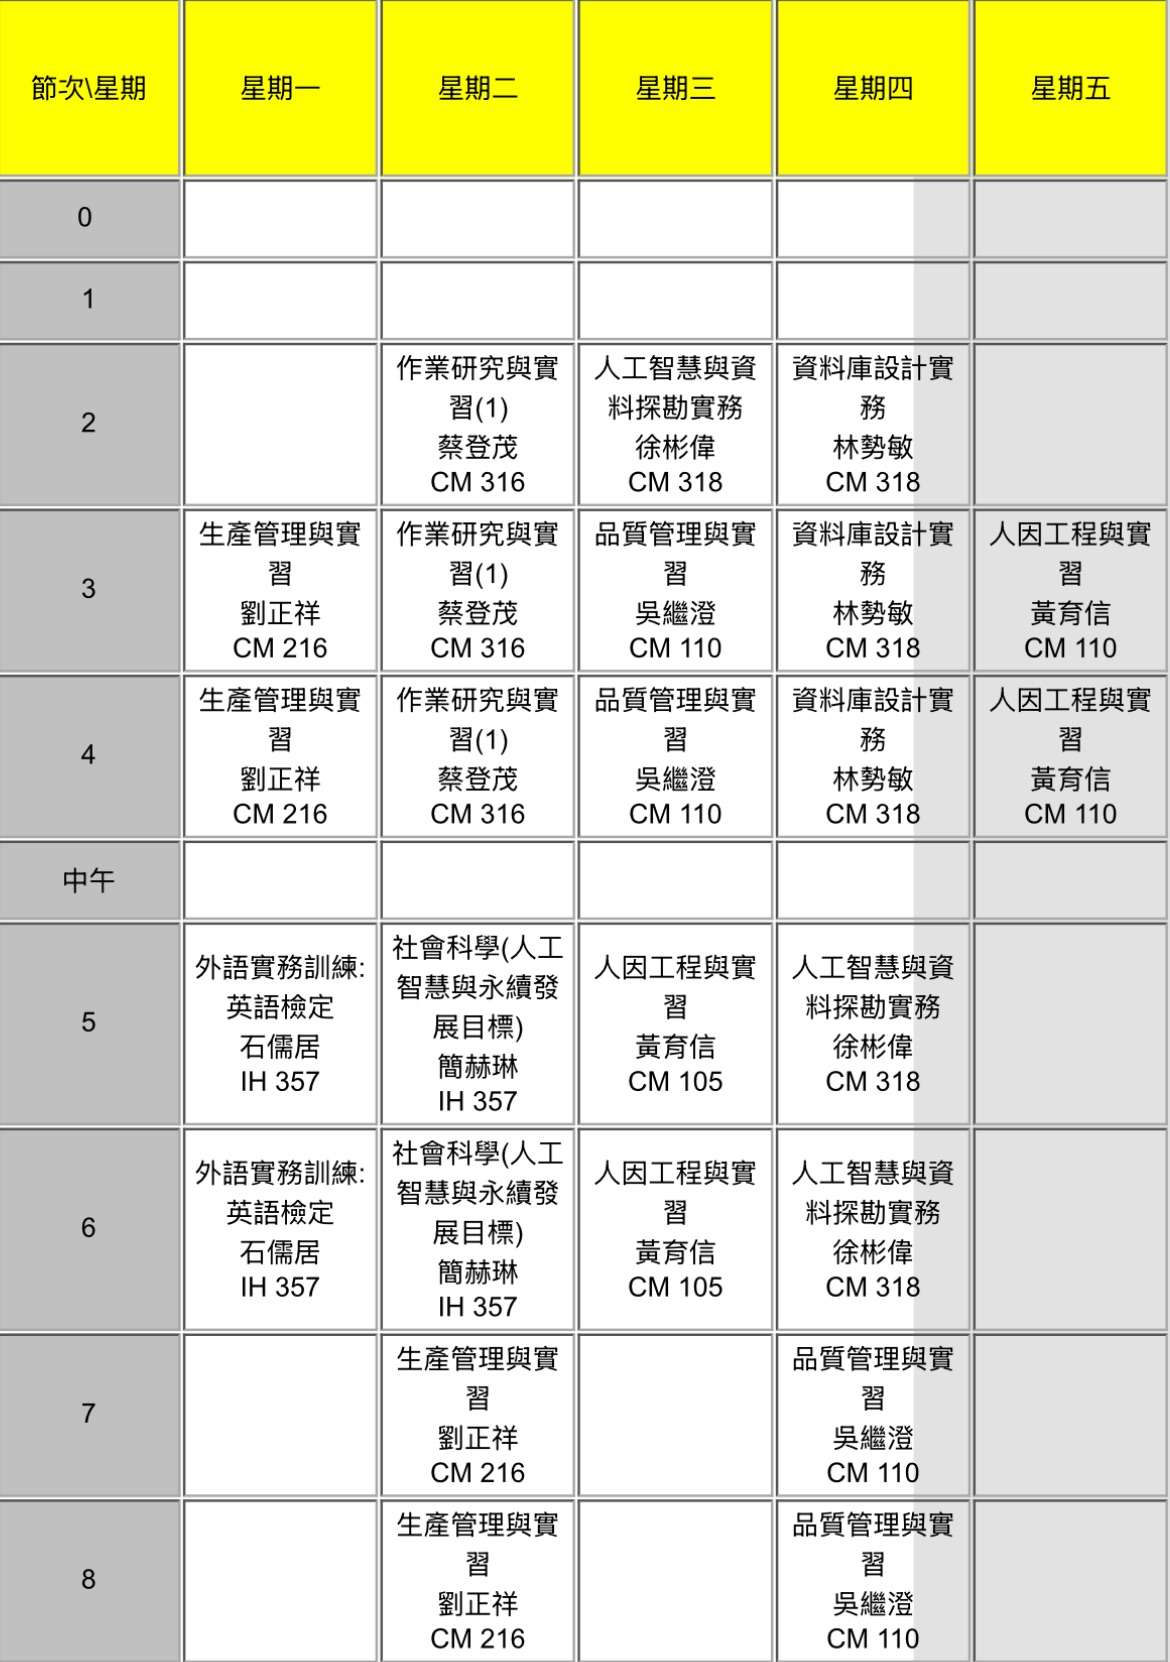 節次\星期 星期一 星期二 星期三 星期四 星期五
0
1
2
作業研究與實
習(1)
蔡登茂
CM 316
人工智慧與資
料探勘實務
徐彬偉
CM 318
資料庫設計實
務
林勢敏
CM 318
3
生產管理與實
習
劉正祥
CM 216
作業研究與實
習(1)
蔡登茂
CM 316
品質管理與實
習
吳繼澄
CM 110
資料庫設計實
務
林勢敏
CM 318
人因工程與實
習
黃育信
CM 110
4
生產管理與實
習
劉正祥
CM 216
作業研究與實
習(1)
蔡登茂
CM 316
品質管理與實
習
吳繼澄
CM 110
資料庫設計實
務
林勢敏
CM 318
人因工程與實
習
黃育信
CM 110
中午
5
外語實務訓練:
英語檢定
石儒居
IH 357
社會科學(人工
智慧與永續發
展目標)
簡赫琳
IH 357
人因工程與實
習
黃育信
CM 105
人工智慧與資
料探勘實務
徐彬偉
CM 318
6
外語實務訓練:
英語檢定
石儒居
IH 357
社會科學(人工
智慧與永續發
展目標)
簡赫琳
IH 357
人因工程與實
習
黃育信
CM 105
人工智慧與資
料探勘實務
徐彬偉
CM 318
7
生產管理與實
習
劉正祥
CM 216
品質管理與實
習
吳繼澄
CM 110
8
生產管理與實
習
劉正祥
CM 216
品質管理與實
習
吳繼澄
CM 110